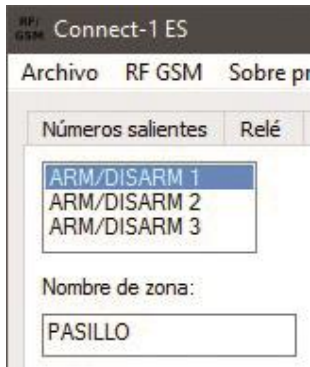 RF/
GSM Connect-1 ES
Archivo RF GSM Sobre pr
Números salientes Relé
ARM/DISARM 1
ARM/DISARM 2
ARM/DISARM 3
Nombre de zona:
PASILLO